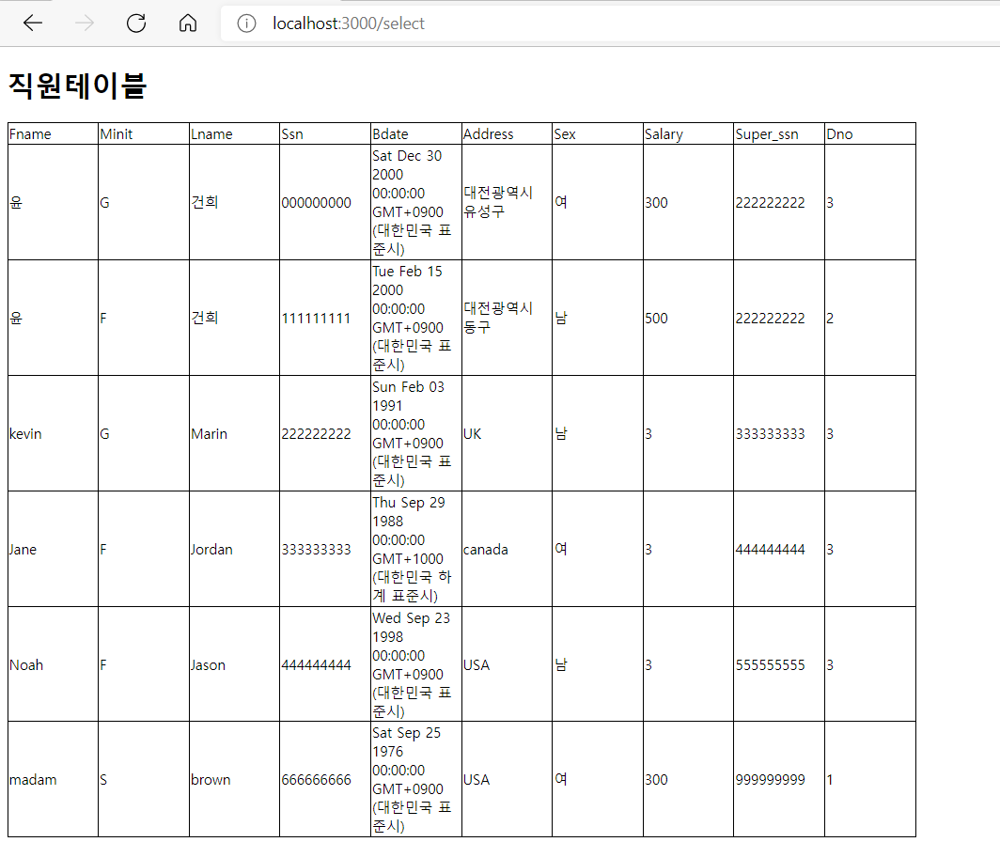 localhost:3000/select
직원테이블
Fname Minit Lname Ssn Bdate Address Sex Salary Super_ssn Dno
윤 G 건희 000000000 Sat Dec 30 2000 00:00:00 GMT+0900 (대한민국 표준시) 대전광역시 유성구 여 300 222222222 3
윤 F 건희 111111111 Tue Feb 15 2000 00:00:00 GMT+0900 (대한민국 표준시) 대전광역시 동구 남 500 222222222 2
kevin G Marin 222222222 Sun Feb 03 1991 00:00:00 GMT+0900 (대한민국 표준시) UK 남 3 333333333 3
Jane F Jordan 333333333 Thu Sep 29 1988 00:00:00 GMT+1000 (대한민국 하계 표준시) canada 여 3 444444444 3
Noah F Jason 444444444 Wed Sep 23 1998 00:00:00 GMT+0900 (대한민국 표준시) USA 남 3 555555555 3
madam S brown 666666666 Sat Sep 25 1976 00:00:00 GMT+0900 (대한민국 표준시) USA 여 300 999999999 1